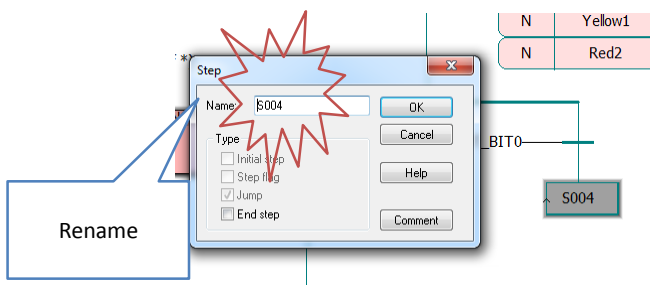 N Yellow1
N Red2
*)
Step
Name: S004
OK
Type
Cancel
Initial step
Step flag
Help
Jump
End step
Comment
_BIT0
S004
Rename